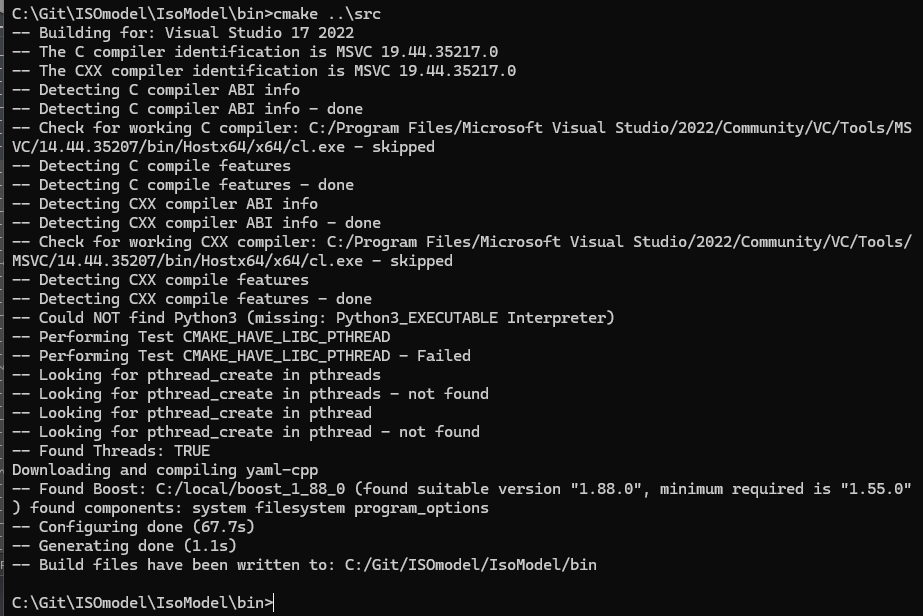 C:\Git\ISOmodel\IsoModel\bin>cmake ..\src
-- Building for: Visual Studio 17 2022
-- The C compiler identification is MSVC 19.44.35217.0
-- The CXX compiler identification is MSVC 19.44.35217.0
-- Detecting C compiler ABI info
-- Detecting C compiler ABI info - done
-- Check for working C compiler: C:/Program Files/Microsoft Visual Studio/2022/Community/VC/Tools/MS
VC/14.44.35207/bin/Hostx64/x64/cl.exe - skipped
-- Detecting C compile features
-- Detecting C compile features - done
-- Detecting CXX compiler ABI info
-- Detecting CXX compiler ABI info - done
-- Check for working CXX compiler: C:/Program Files/Microsoft Visual Studio/2022/Community/VC/Tools/
MSVC/14.44.35207/bin/Hostx64/x64/cl.exe - skipped
-- Detecting CXX compile features
-- Detecting CXX compile features - done
-- Could NOT find Python3 (missing: Python3_EXECUTABLE Interpreter)
-- Performing Test CMAKE_HAVE_LIBC_PTHREAD
-- Performing Test CMAKE_HAVE_LIBC_PTHREAD - Failed
-- Looking for pthread_create in pthreads
-- Looking for pthread_create in pthreads - not found
-- Looking for pthread_create in pthread
-- Looking for pthread_create in pthread - not found
-- Found Threads: TRUE
Downloading and compiling yaml-cpp
-- Found Boost: C:/local/boost_1_88_0 (found suitable version "1.88.0", minimum required is "1.55.0"
) found components: system filesystem program_options
-- Configuring done (67.7s)
-- Generating done (1.1s)
-- Build files have been written to: C:/Git/ISOmodel/IsoModel/bin
C:\Git\ISOmodel\IsoModel\bin>